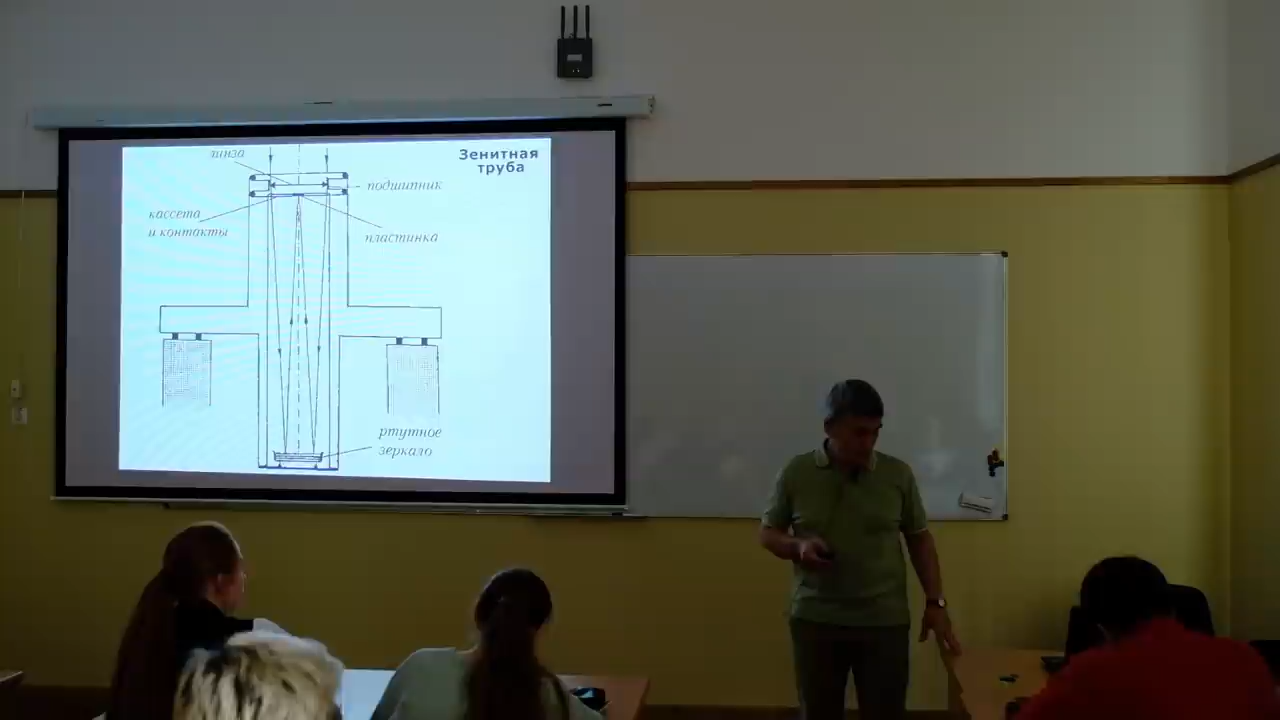 Зенитная
труба
линза
подшипник
кассета
и контакты
пластинка
ртутное
зеркало